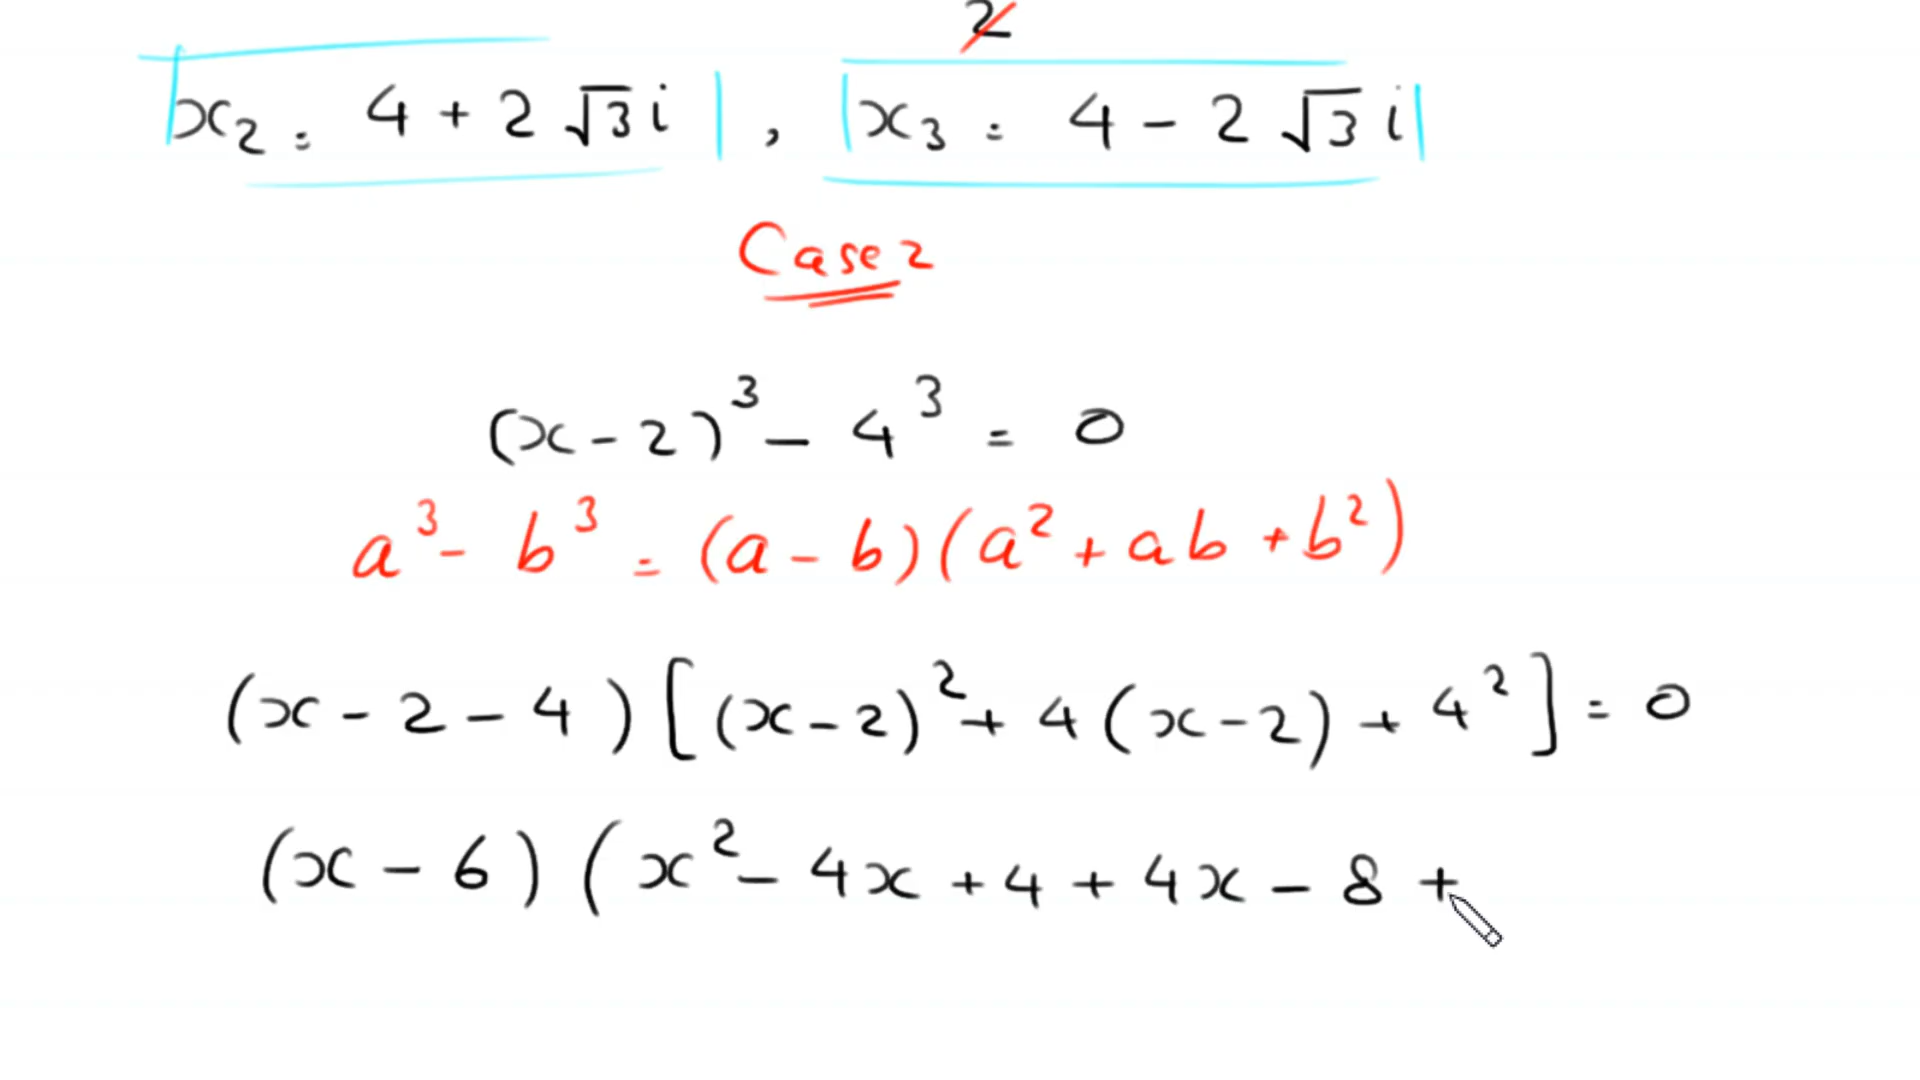 2
x₂ = 4 + 2 √3 i , x₃ = 4 - 2 √3 i
Case 2
(x - 2)³ - 4³ = 0
a³ - b³ = (a - b)(a² + ab + b²)
(x - 2 - 4)[(x - 2)² + 4(x - 2) + 4²] = 0
(x - 6)(x² - 4x + 4 + 4x - 8 +